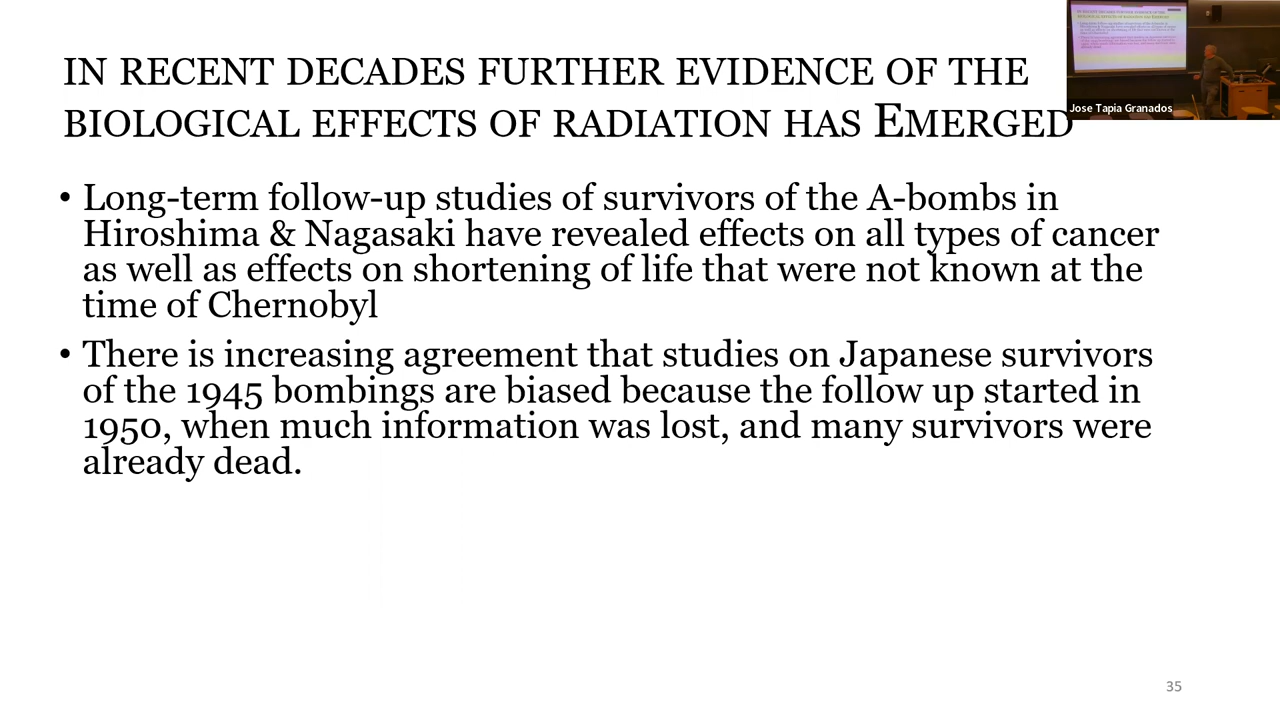 IN RECENT DECADES FURTHER EVIDENCE OF THE
BIOLOGICAL EFFECTS OF RADIATION HAS EMERGED
• Long-term follow-up studies of survivors of the A-bombs in
Hiroshima & Nagasaki have revealed effects on all types of cancer
as well as effects on shortening of life that were not known at the
time of Chernobyl
• There is increasing agreement that studies on Japanese survivors
of the 1945 bombings are biased because the follow up started in
1950, when much information was lost, and many survivors were
already dead.
Jose Tapia Granados
35